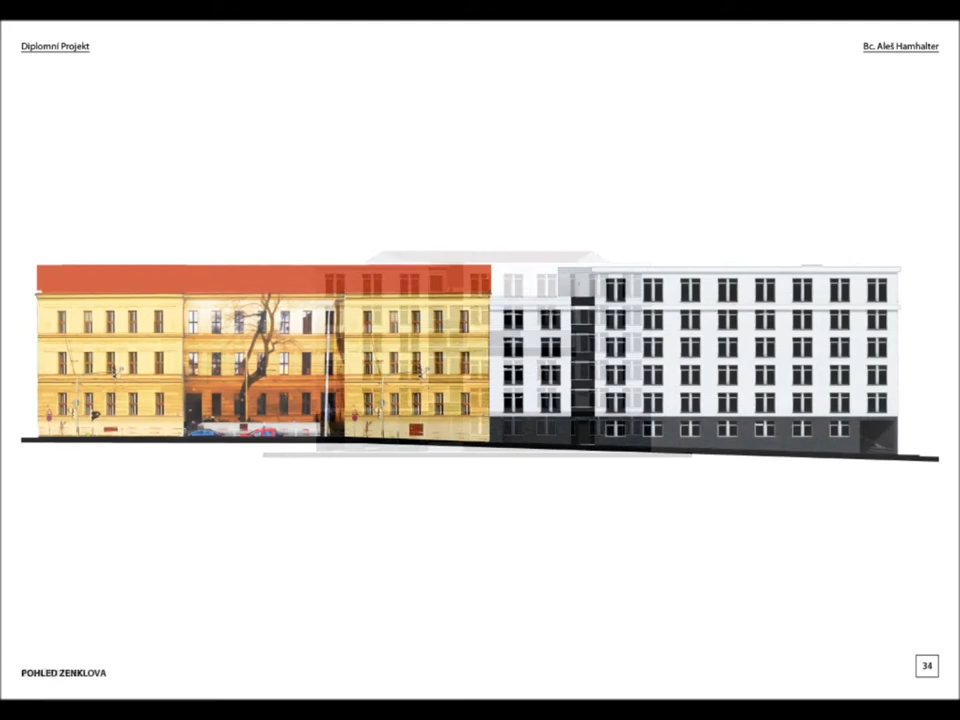 Diplomní Projekt
Bc. Aleš Hamhalter
POHLED ZENKLOVA
34